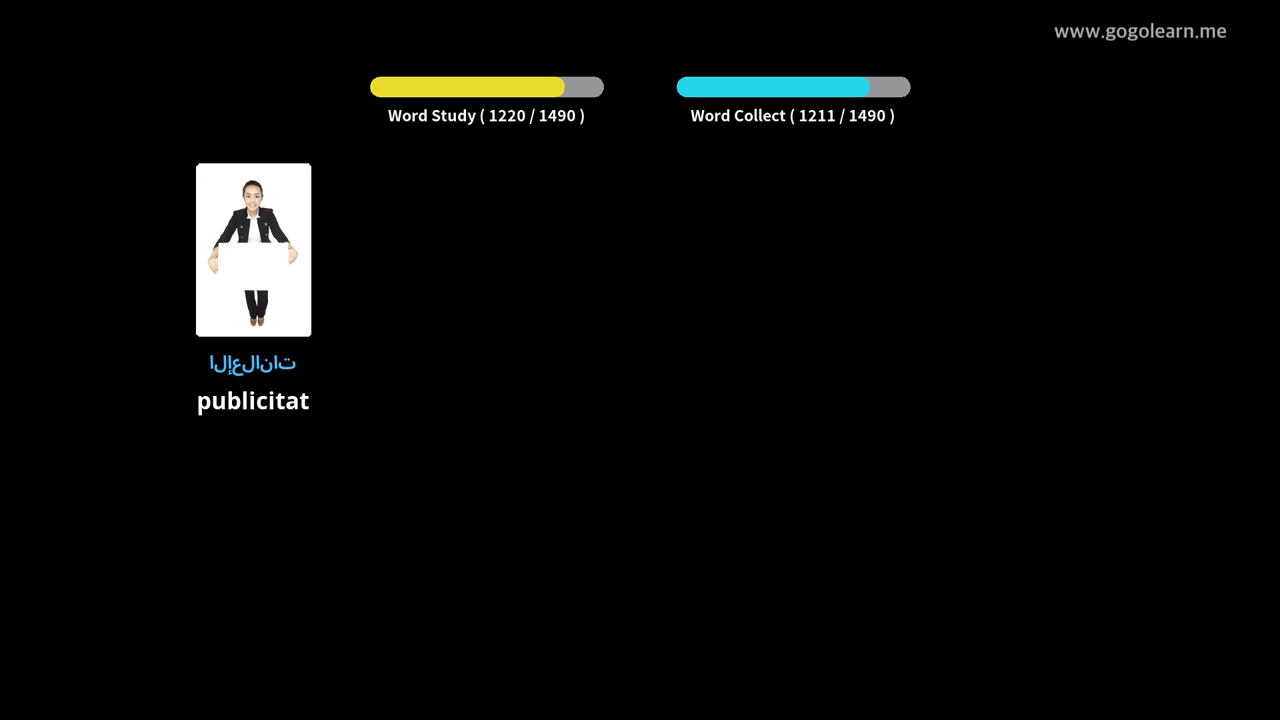 www.gogolearn.me
Word Study ( 1220 / 1490 )
Word Collect ( 1211 / 1490 )
الإعلانات
publicitat